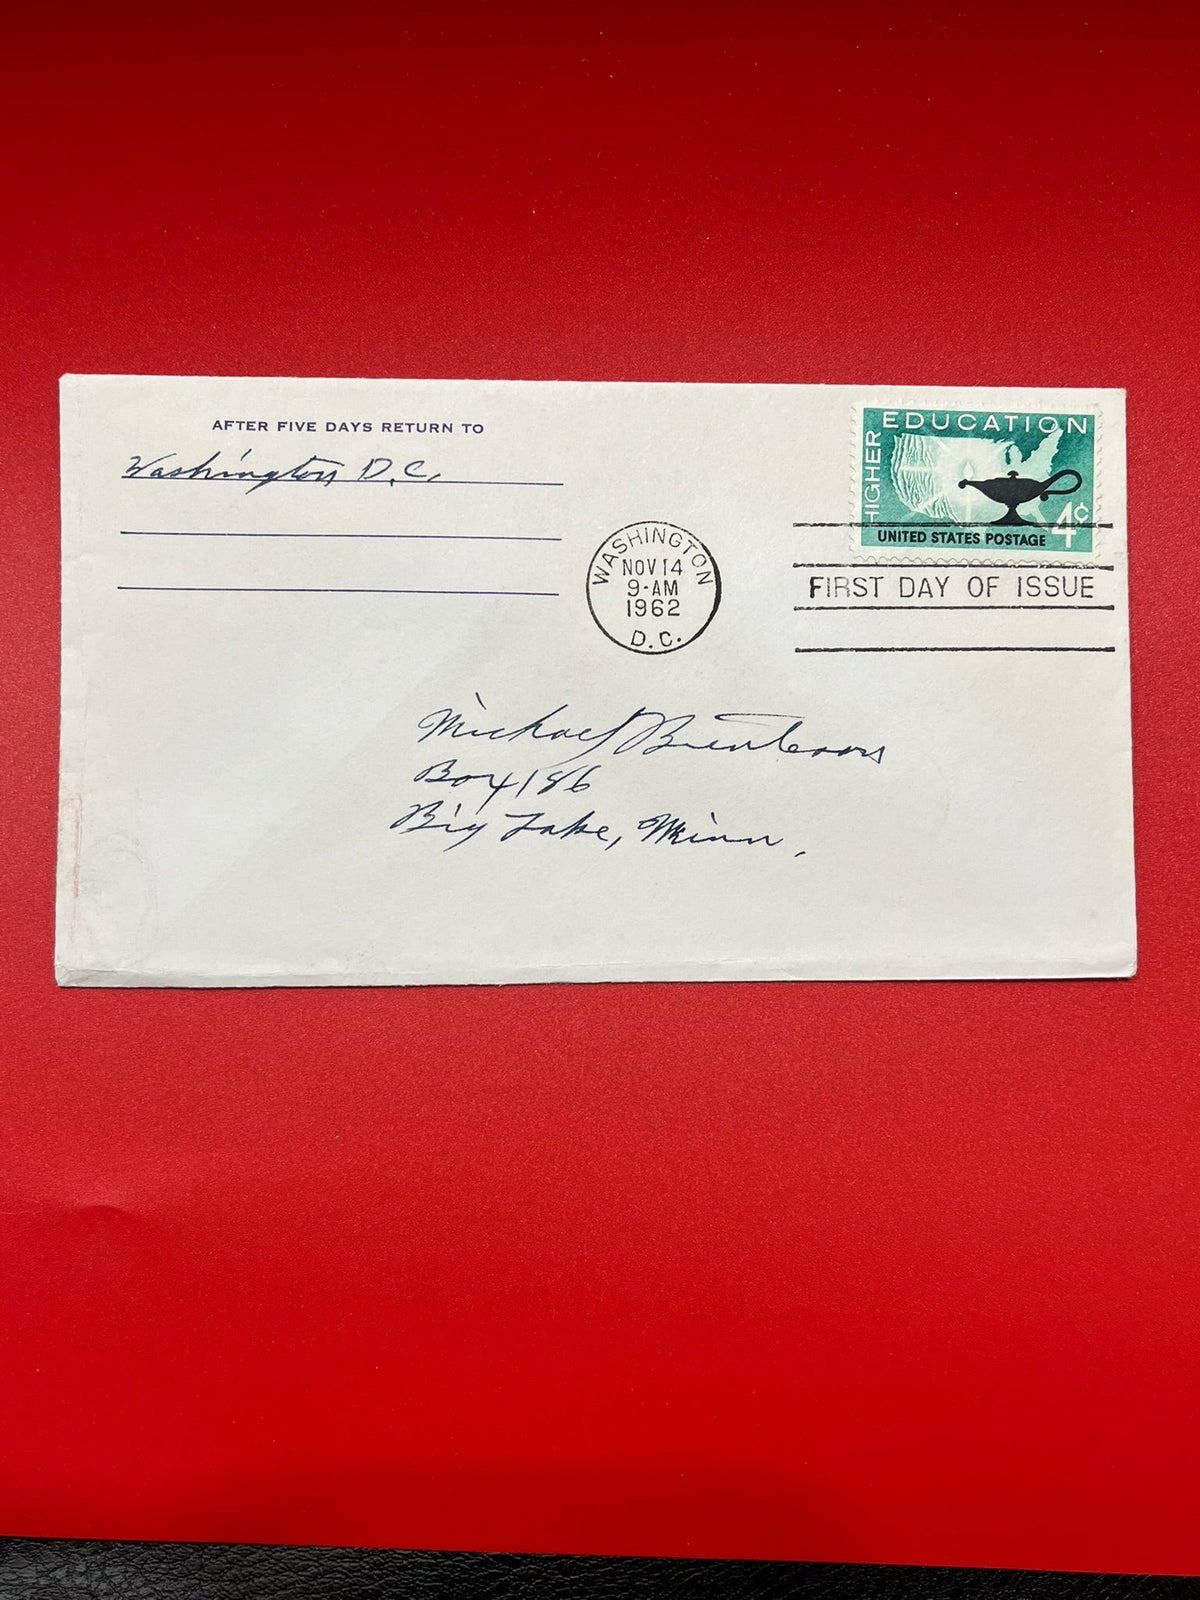 AFTER FIVE DAYS RETURN TO
Washington D.C.
HIGHER EDUCATION
4¢
UNITED STATES POSTAGE
WASHINGTON
NOV 14
9-AM
1962
D.C.
FIRST DAY OF ISSUE
Michael
Box 186
Big Lake, Minn.